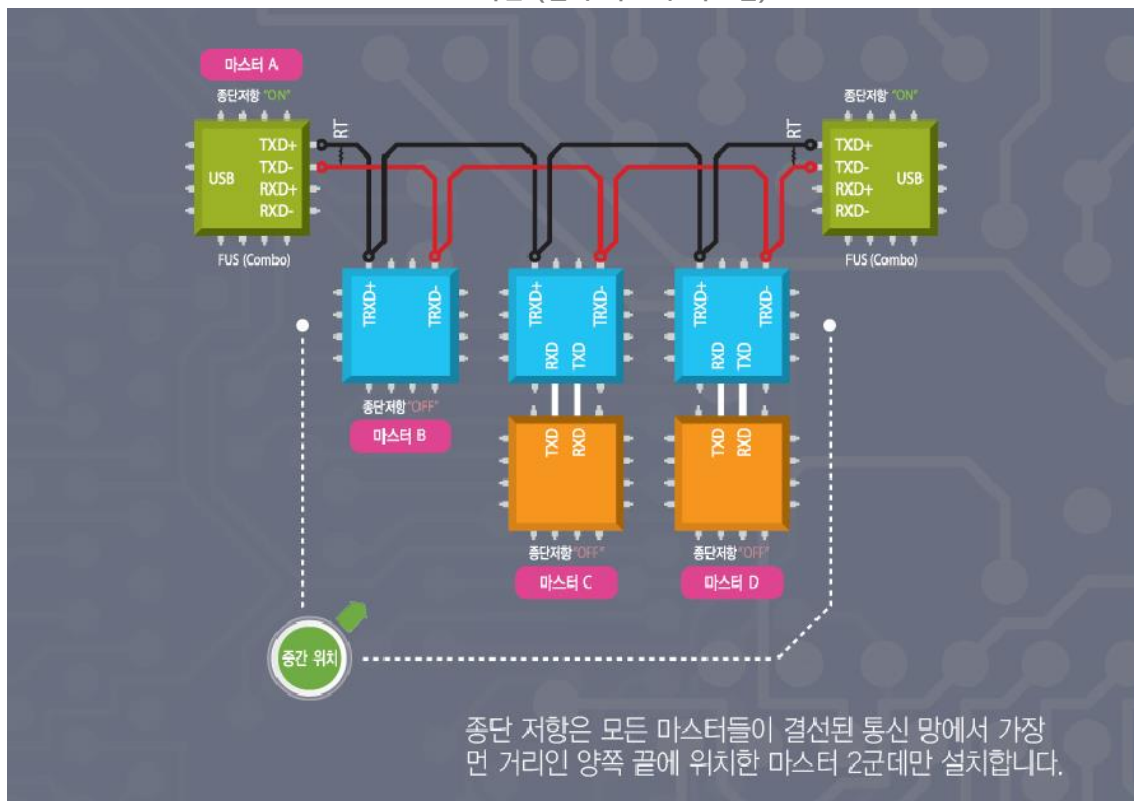 마스터 A
종단저항 "ON"
종단저항 "ON"
RT
RT
TXD+
TXD-
RXD+
RXD-
USB
TXD+
TXD-
RXD+
RXD-
USB
FUS (Combo)
FUS (Combo)
TRXD+
TRXD-
TRXD+
TRXD-
RXD
TXD
TRXD+
TRXD-
RXD
TXD
종단저항 "OFF"
마스터 B
TXD
RXD
TXD
RXD
종단저항 "OFF"
마스터 C
종단저항 "OFF"
마스터 D
중간 위치
종단 저항은 모든 마스터들이 결선된 통신 망에서 가장
먼 거리인 양쪽 끝에 위치한 마스터 2군데만 설치합니다.